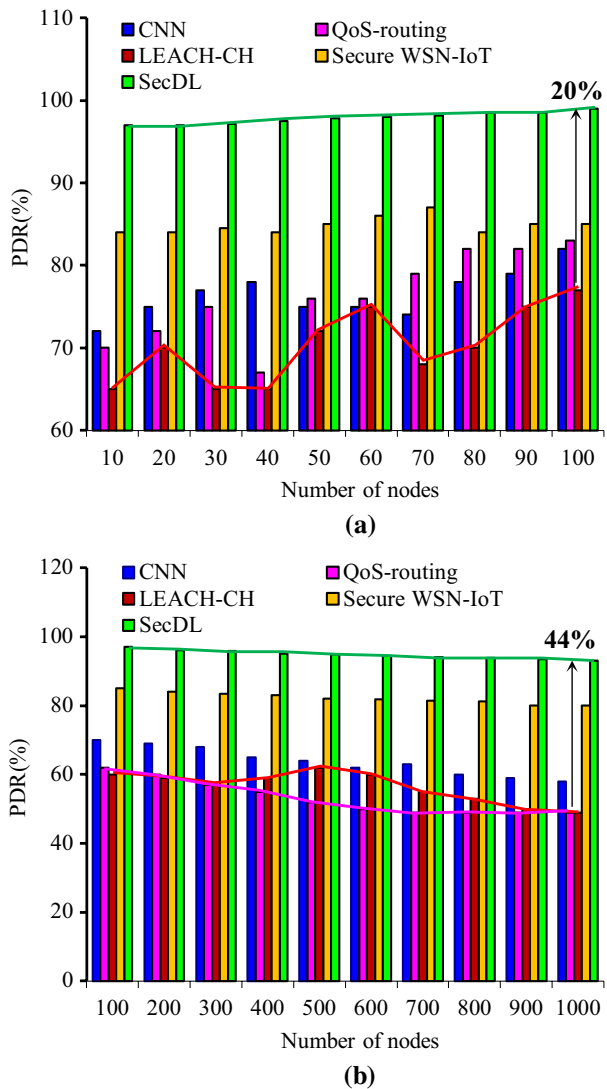 110
CNN QoS-routing
LEACH-CH Secure WSN-IoT
SecDL
20%
100
90
80
70
60
PDR(%)
10 20 30 40 50 60 70 80 90 100
Number of nodes
(a)
120
CNN QoS-routing
LEACH-CH Secure WSN-IoT
SecDL
44%
100
80
60
40
20
0
PDR(%)
100 200 300 400 500 600 700 800 900 1000
Number of nodes
(b)